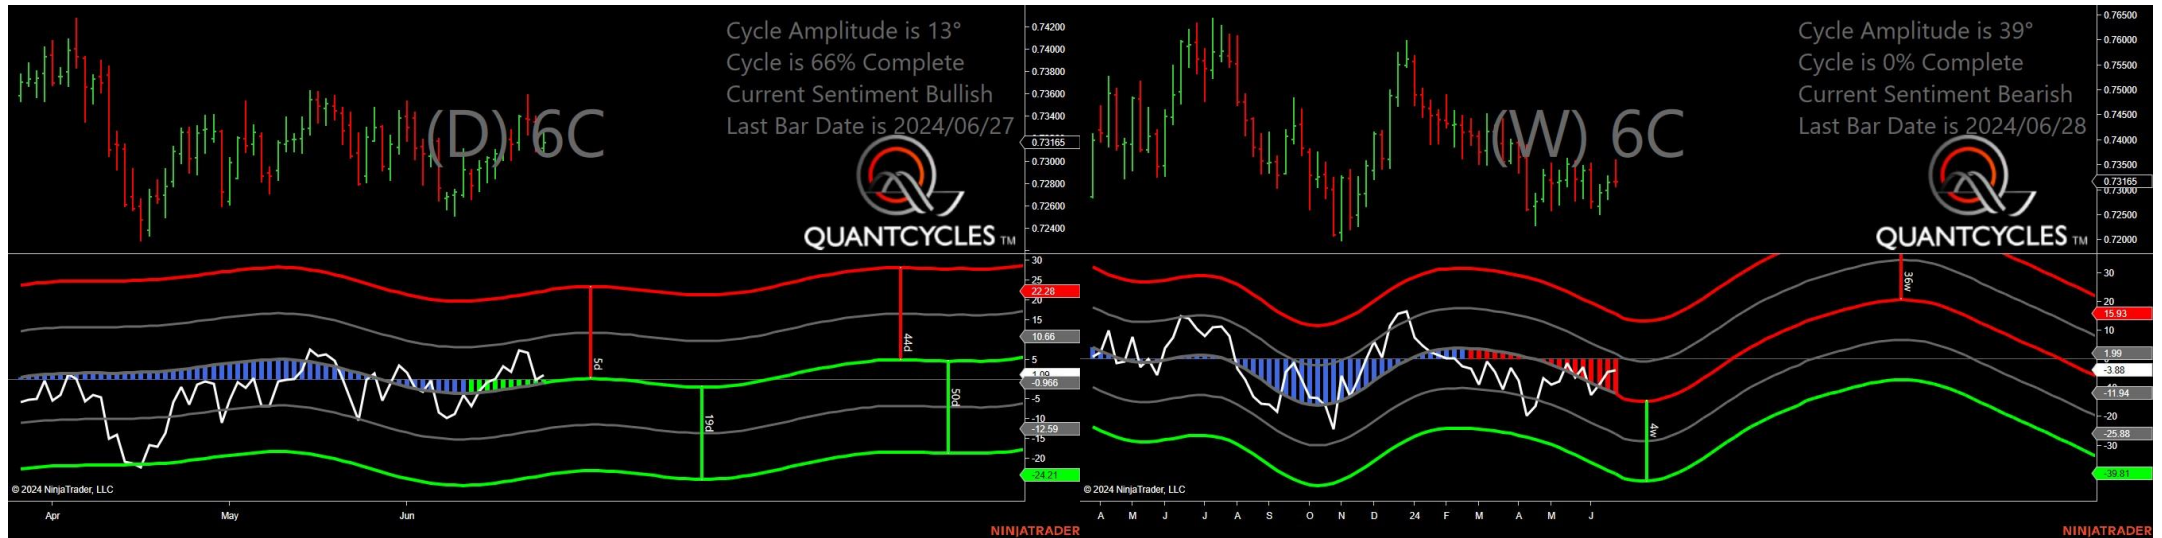 Cycle Amplitude is 13°
Cycle is 66% Complete
Current Sentiment Bullish
Last Bar Date is 2024/06/27
(D) 6C
QUANTCYCLES TM
0.74200
0.74000
0.73800
0.73600
0.73400
0.73165
0.73000
0.72800
0.72600
0.72400
30
25
22.28
20
15
10.66
5
1.09
-0.966
-5
-10
-12.59
-15
-20
-24.21
5d
19d
44d
50d
© 2024 NinjaTrader, LLC
Apr May Jun
NINJATRADER
Cycle Amplitude is 39°
Cycle is 0% Complete
Current Sentiment Bearish
Last Bar Date is 2024/06/28
(W) 6C
QUANTCYCLES TM
0.76500
0.76000
0.75500
0.75000
0.74500
0.74000
0.73500
0.73165
0.73000
0.72500
0.72000
30
20
15.93
10
1.99
-3.88
-11.94
-20
-25.88
-30
-39.81
4w
36w
© 2024 NinjaTrader, LLC
A M J J A S O N D 24 F M A M J
NINJATRADER